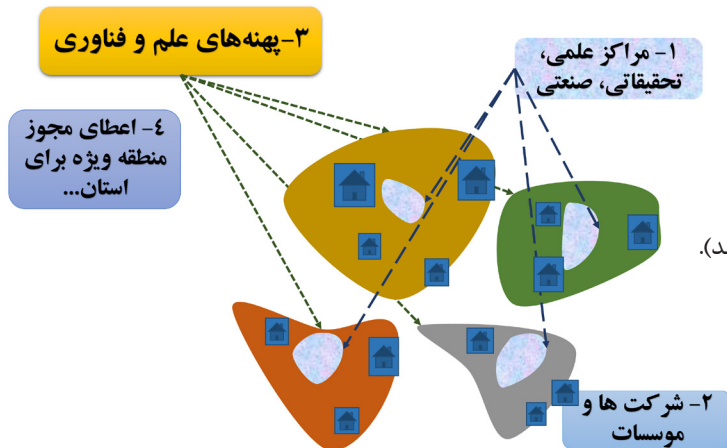 ۳-پهنه‌های علم و فناوری
۱- مراکز علمی،
تحقیقاتی، صنعتی
٤- اعطای مجوز
منطقه ویژه برای
استان...
د).
۲- شرکت ها و
موسسات